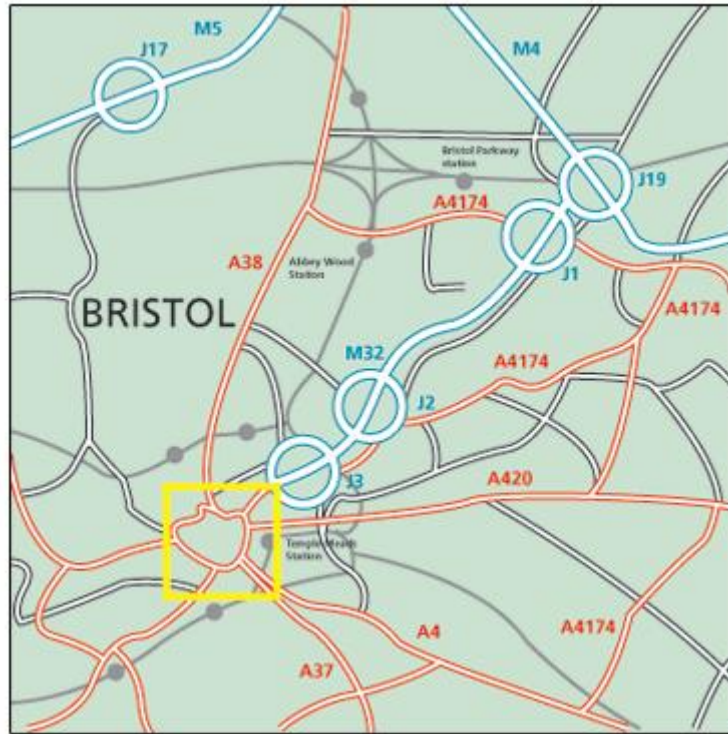 M5
J17
M4
Bristol Parkway
station
J19
A4174
A38
Abbey Wood
Station
J1
A4174
BRISTOL
M32
A4174
J2
J3
A420
Temple Meads
Station
A4
A4174
A37